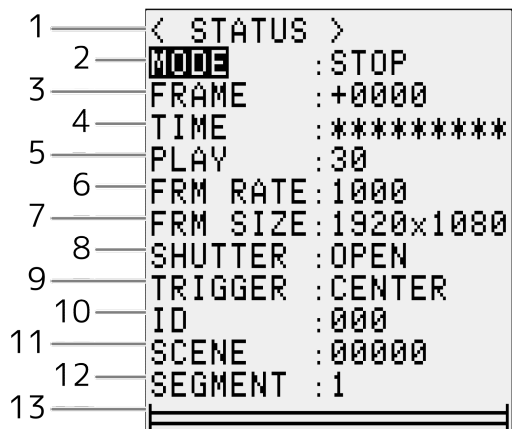 1 < STATUS >
2 MODE :STOP
3 FRAME :+0000
4 TIME :*********
5 PLAY :30
6 FRM RATE:1000
7 FRM SIZE:1920x1080
8 SHUTTER :OPEN
9 TRIGGER :CENTER
10 ID :000
11 SCENE :00000
12 SEGMENT :1
13